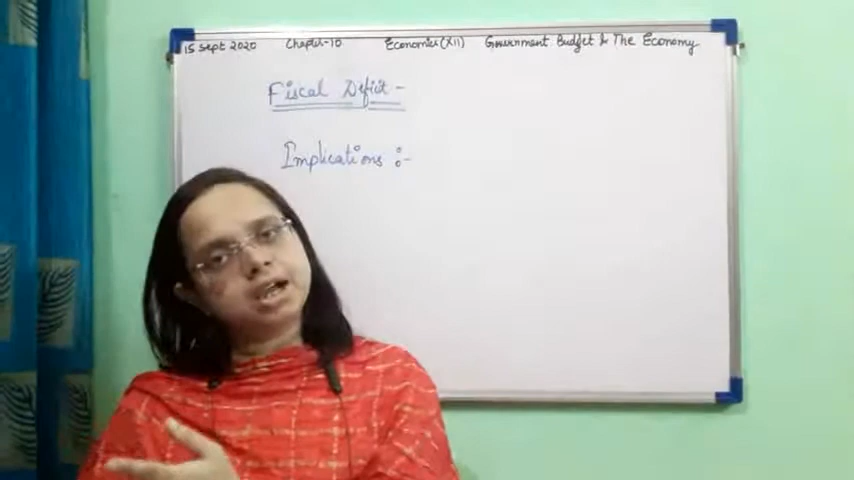 15 Sept 2020 Chapter-10 Economics (XII) Government Budget & The Economy
Fiscal Deficit -
Implications :-